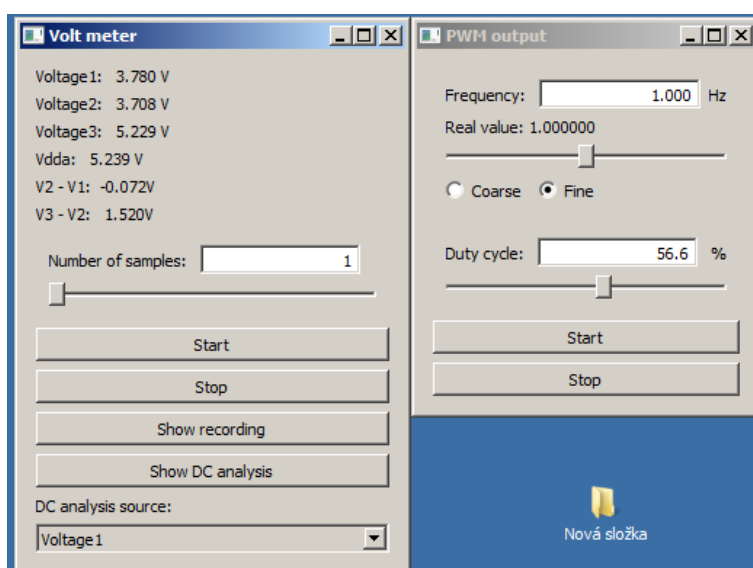 Volt meter
Voltage1: 3.780 V
Voltage2: 3.708 V
Voltage3: 5.229 V
Vdda: 5.239 V
V2 - V1: -0.072V
V3 - V2: 1.520V
Number of samples: 1
Start
Stop
Show recording
Show DC analysis
DC analysis source:
Voltage1
PWM output
Frequency: 1.000 Hz
Real value: 1.000000
Coarse Fine
Duty cycle: 56.6 %
Start
Stop
Nová složka